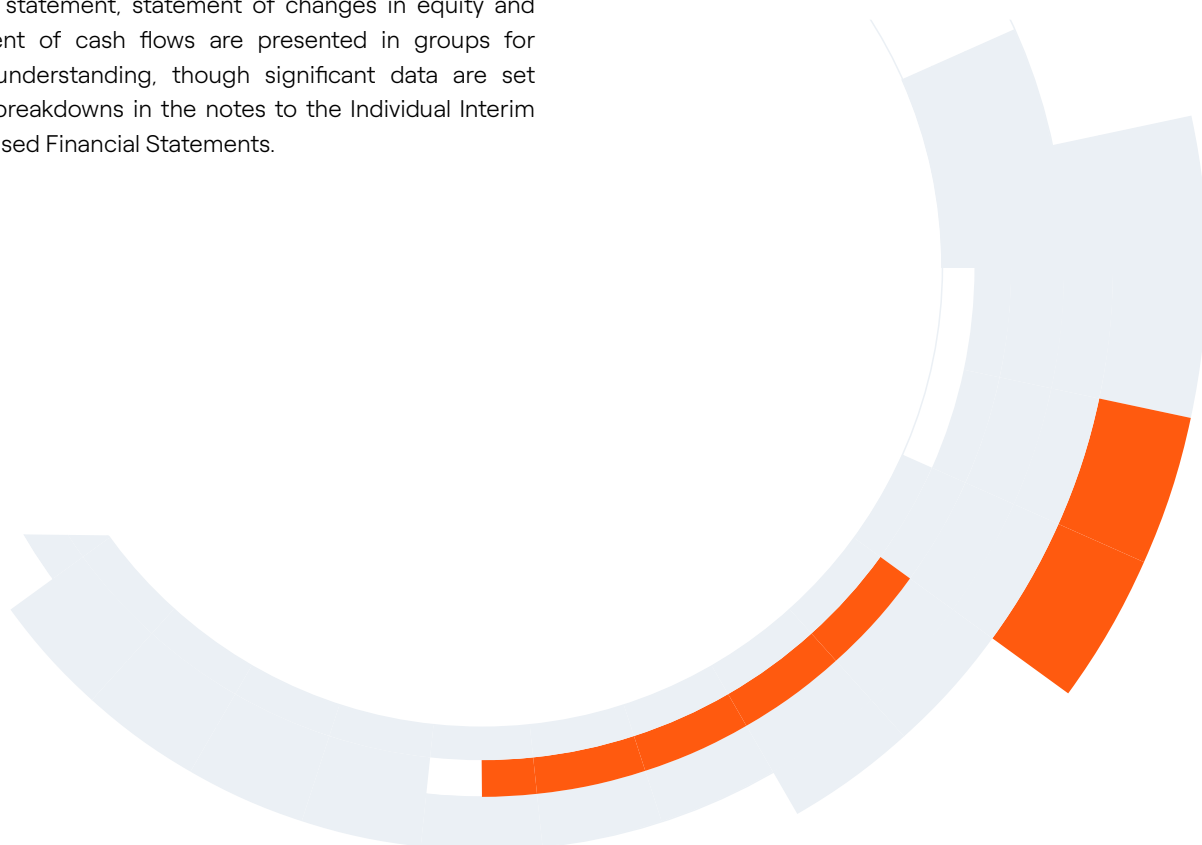 statement, statement of changes in equity and
ent of cash flows are presented in groups for
understanding, though significant data are set
breakdowns in the notes to the Individual Interim
sed Financial Statements.